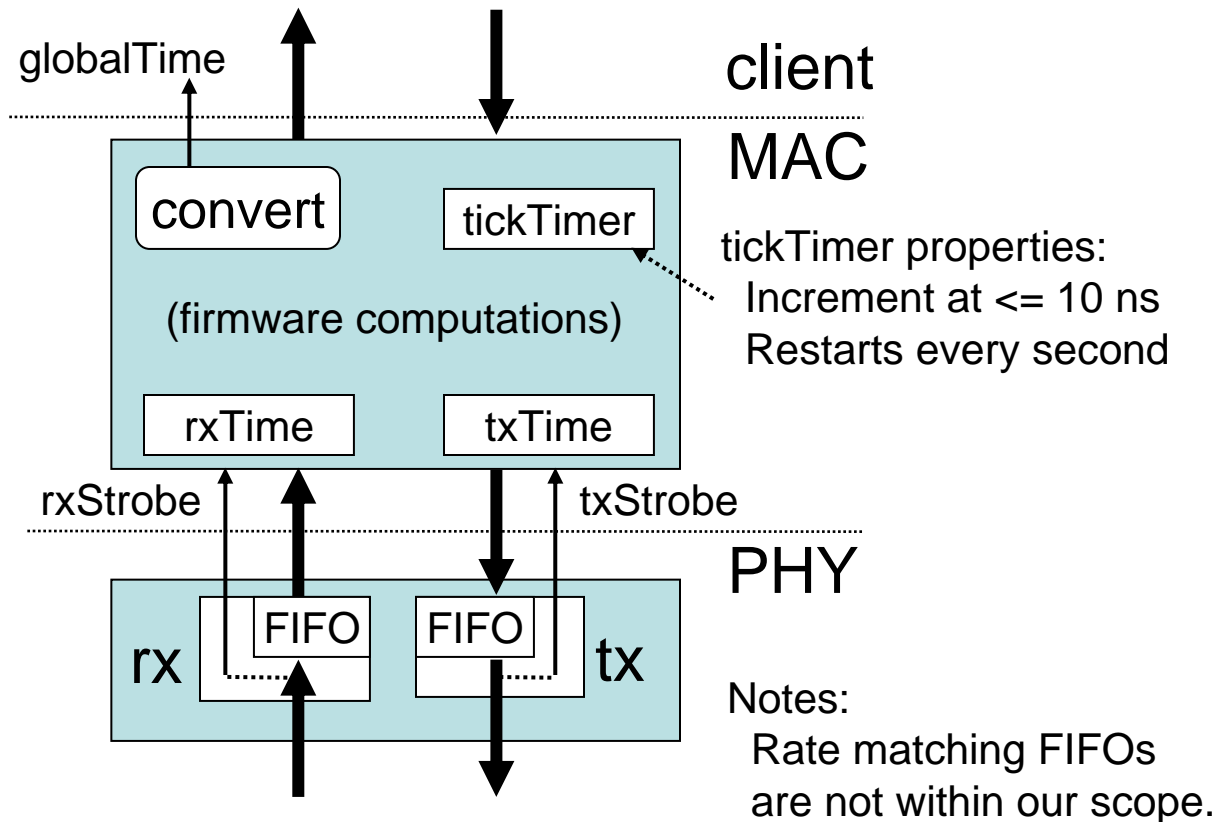 globalTime
client
MAC
convert
tickTimer
tickTimer properties:
Increment at <= 10 ns
Restarts every second
(firmware computations)
rxTime
txTime
rxStrobe
txStrobe
PHY
FIFO
FIFO
rx
tx
Notes:
Rate matching FIFOs
are not within our scope.